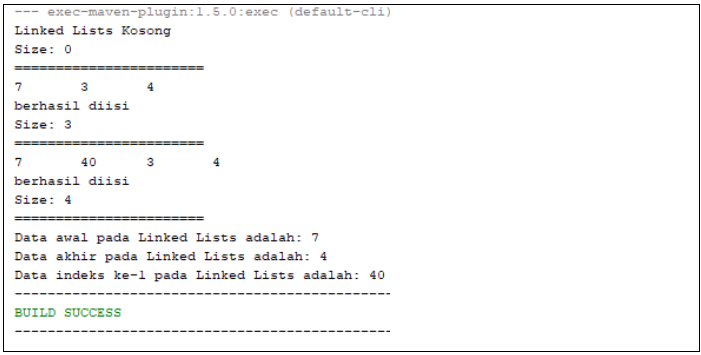 --- exec-maven-plugin:1.5.0:exec (default-cli)
Linked Lists Kosong
Size: 0
=======================
7 3 4
berhasil diisi
Size: 3
=======================
7 40 3 4
berhasil diisi
Size: 4
=======================
Data awal pada Linked Lists adalah: 7
Data akhir pada Linked Lists adalah: 4
Data indeks ke-1 pada Linked Lists adalah: 40
------------------------------------------------
BUILD SUCCESS
------------------------------------------------